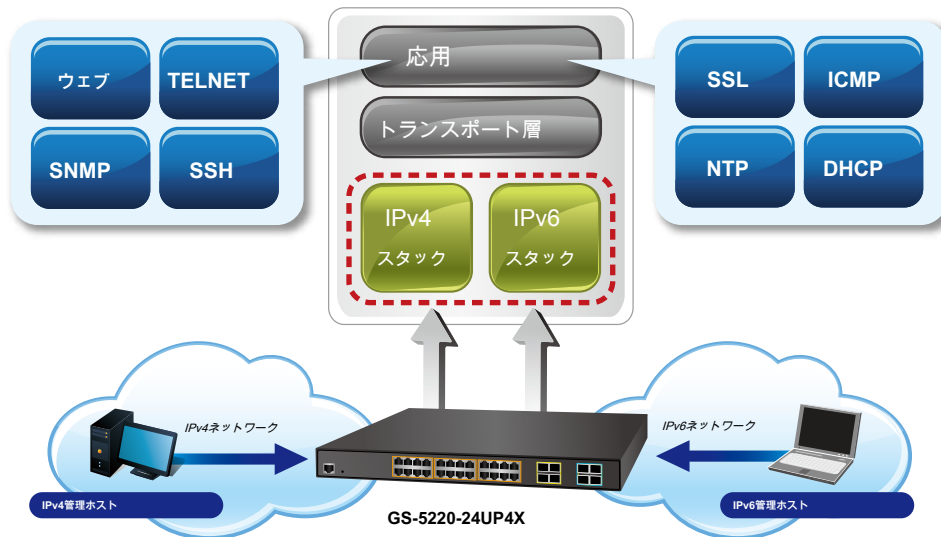 応用
ウェブ
TELNET
SNMP
SSH
SSL
ICMP
NTP
DHCP
トランスポート層
IPv4
スタック
IPv6
スタック
IPv4ネットワーク
IPv6ネットワーク
IPv4管理ホスト
IPv6管理ホスト
GS-5220-24UP4X